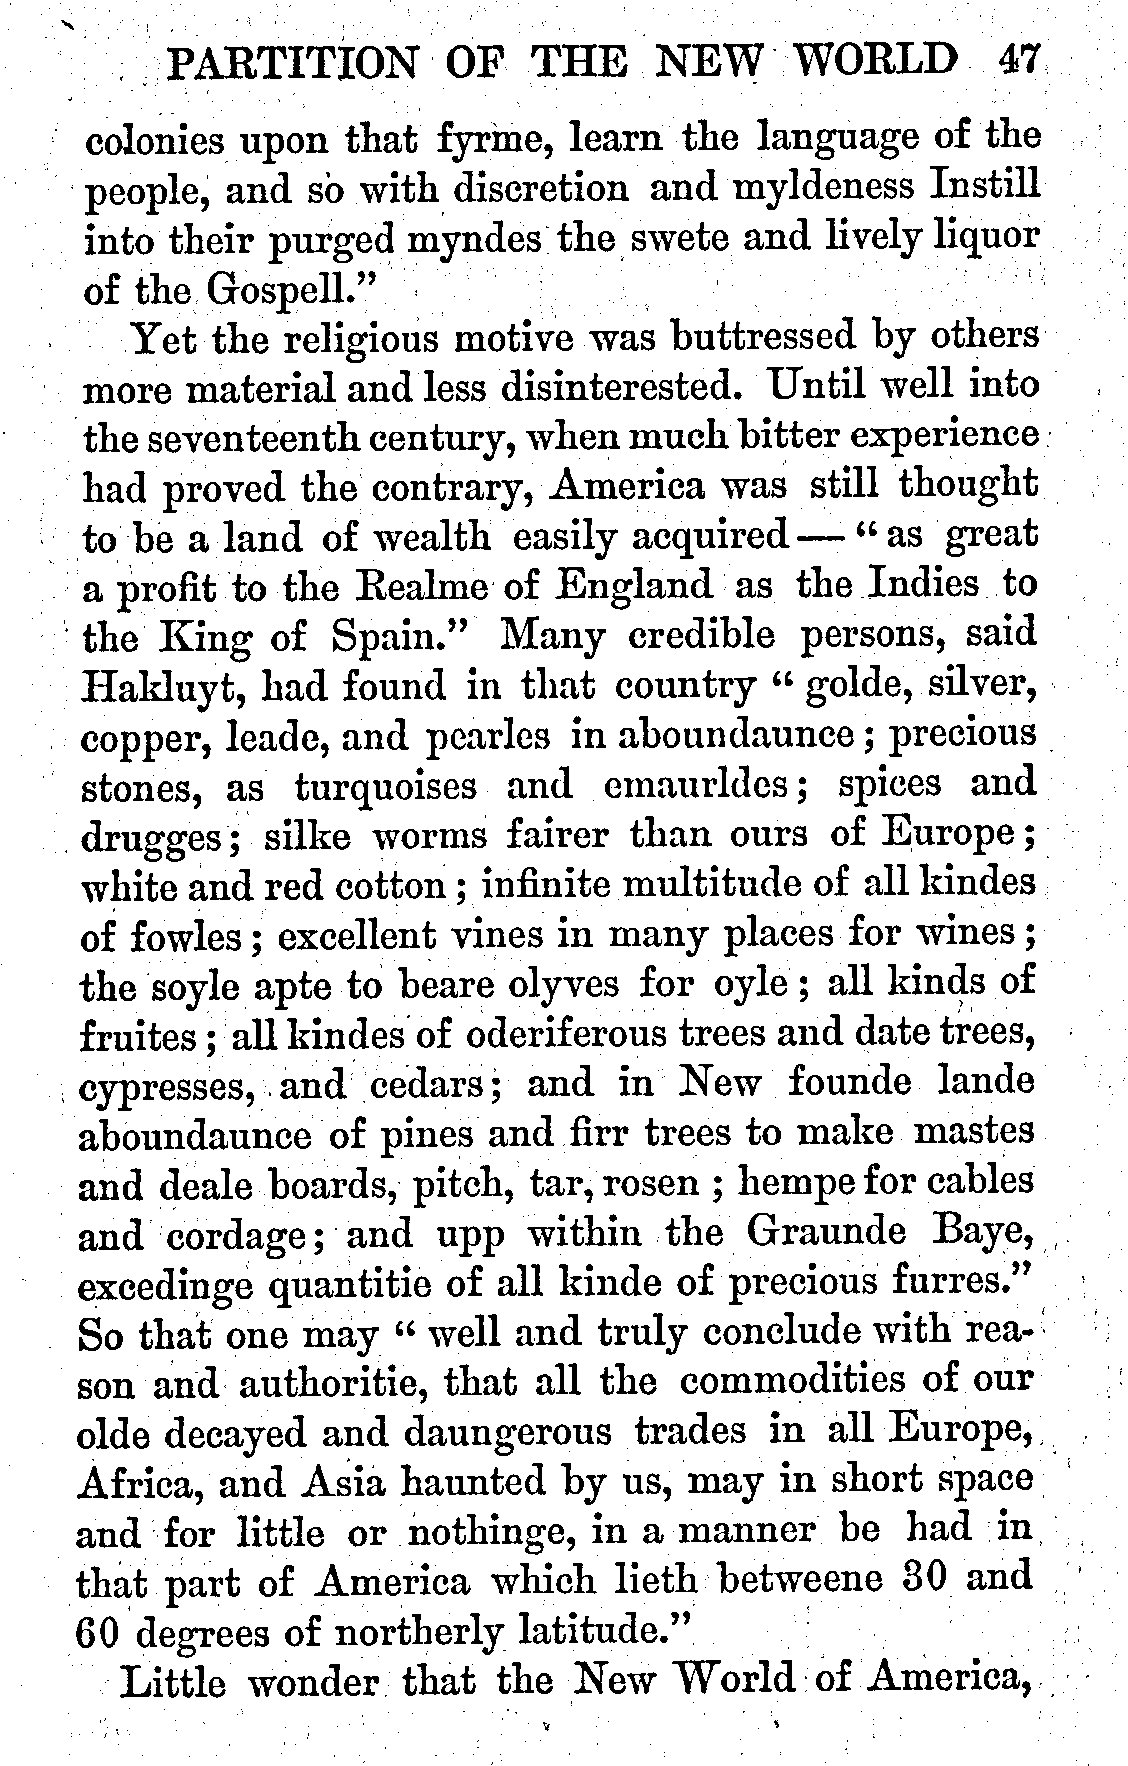 PARTITION OF THE NEW WORLD 47
colonies upon that fyrme, learn the language of the
people, and so with discretion and myldeness Instill
into their purged myndes the swete and lively liquor
of the Gospell."
Yet the religious motive was buttressed by others
more material and less disinterested. Until well into
the seventeenth century, when much bitter experience
had proved the contrary, America was still thought
to be a land of wealth easily acquired — " as great
a profit to the Realme of England as the Indies to
the King of Spain." Many credible persons, said
Hakluyt, had found in that country " golde, silver,
copper, leade, and pearles in aboundaunce ; precious
stones, as turquoises and emaurldes ; spices and
drugges ; silke worms fairer than ours of Europe ;
white and red cotton ; infinite multitude of all kindes
of fowles ; excellent vines in many places for wines ;
the soyle apte to beare olyves for oyle ; all kinds of
fruites ; all kindes of oderiferous trees and date trees,
cypresses, and cedars ; and in New founde lande
aboundaunce of pines and firr trees to make mastes
and deale boards, pitch, tar, rosen ; hempe for cables
and cordage ; and upp within the Graunde Baye,
excedinge quantitie of all kinde of precious furres."
So that one may " well and truly conclude with rea-
son and authoritie, that all the commodities of our
olde decayed and daungerous trades in all Europe,
Africa, and Asia haunted by us, may in short space
and for little or nothinge, in a manner be had in
that part of America which lieth betweene 30 and
60 degrees of northerly latitude."
Little wonder that the New World of America,